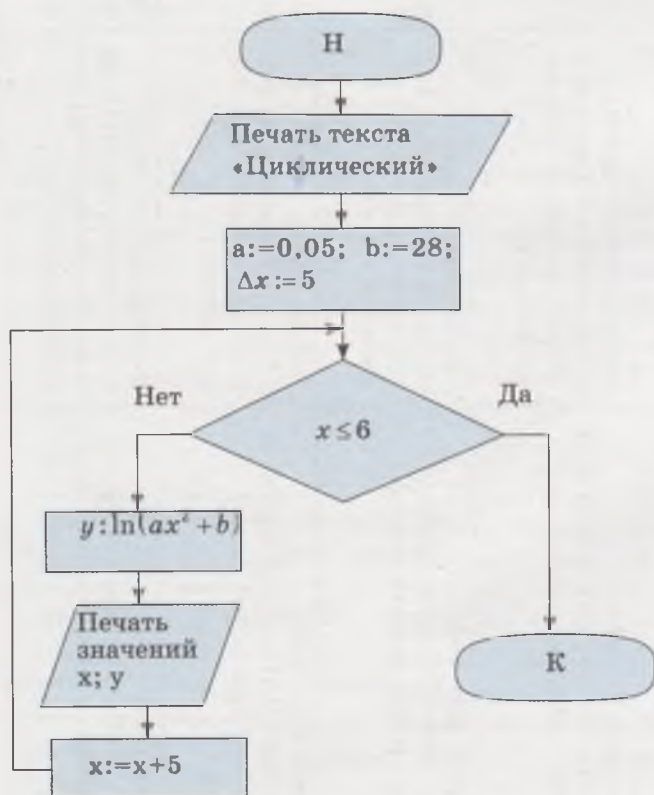 Н
Печать текста
«Циклический»
a:=0,05; b:=28;
Δx:=5
Нет
Да
x≤6
y:ln(ax²+b)
Печать
значений
x; y
К
x:=x+5